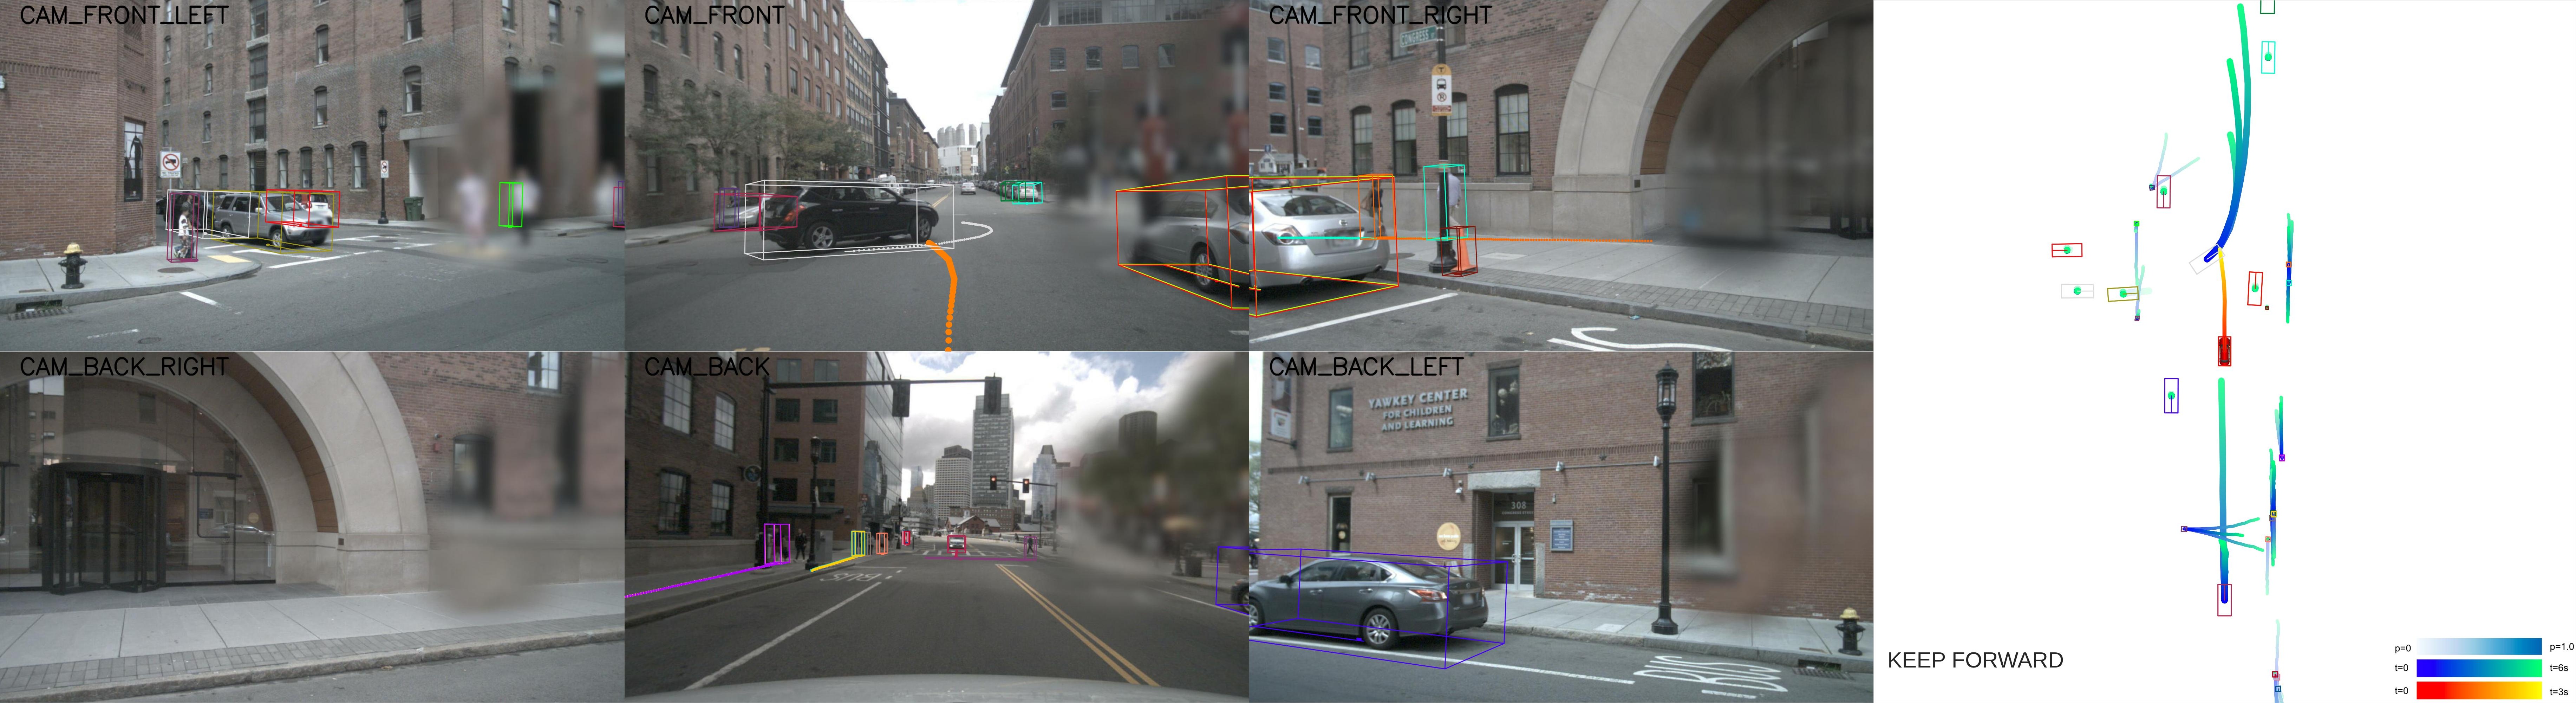 CAM_FRONT_LEFT
CAM_FRONT
CAM_FRONT_RIGHT
CONGRESS
CAM_BACK_RIGHT
CAM_BACK
CAM_BACK_LEFT
YAWKEY CENTER
FOR CHILDREN
AND LEARNING
308
BUS
KEEP FORWARD
p=0
p=1.0
t=0
t=6s
t=0
t=3s